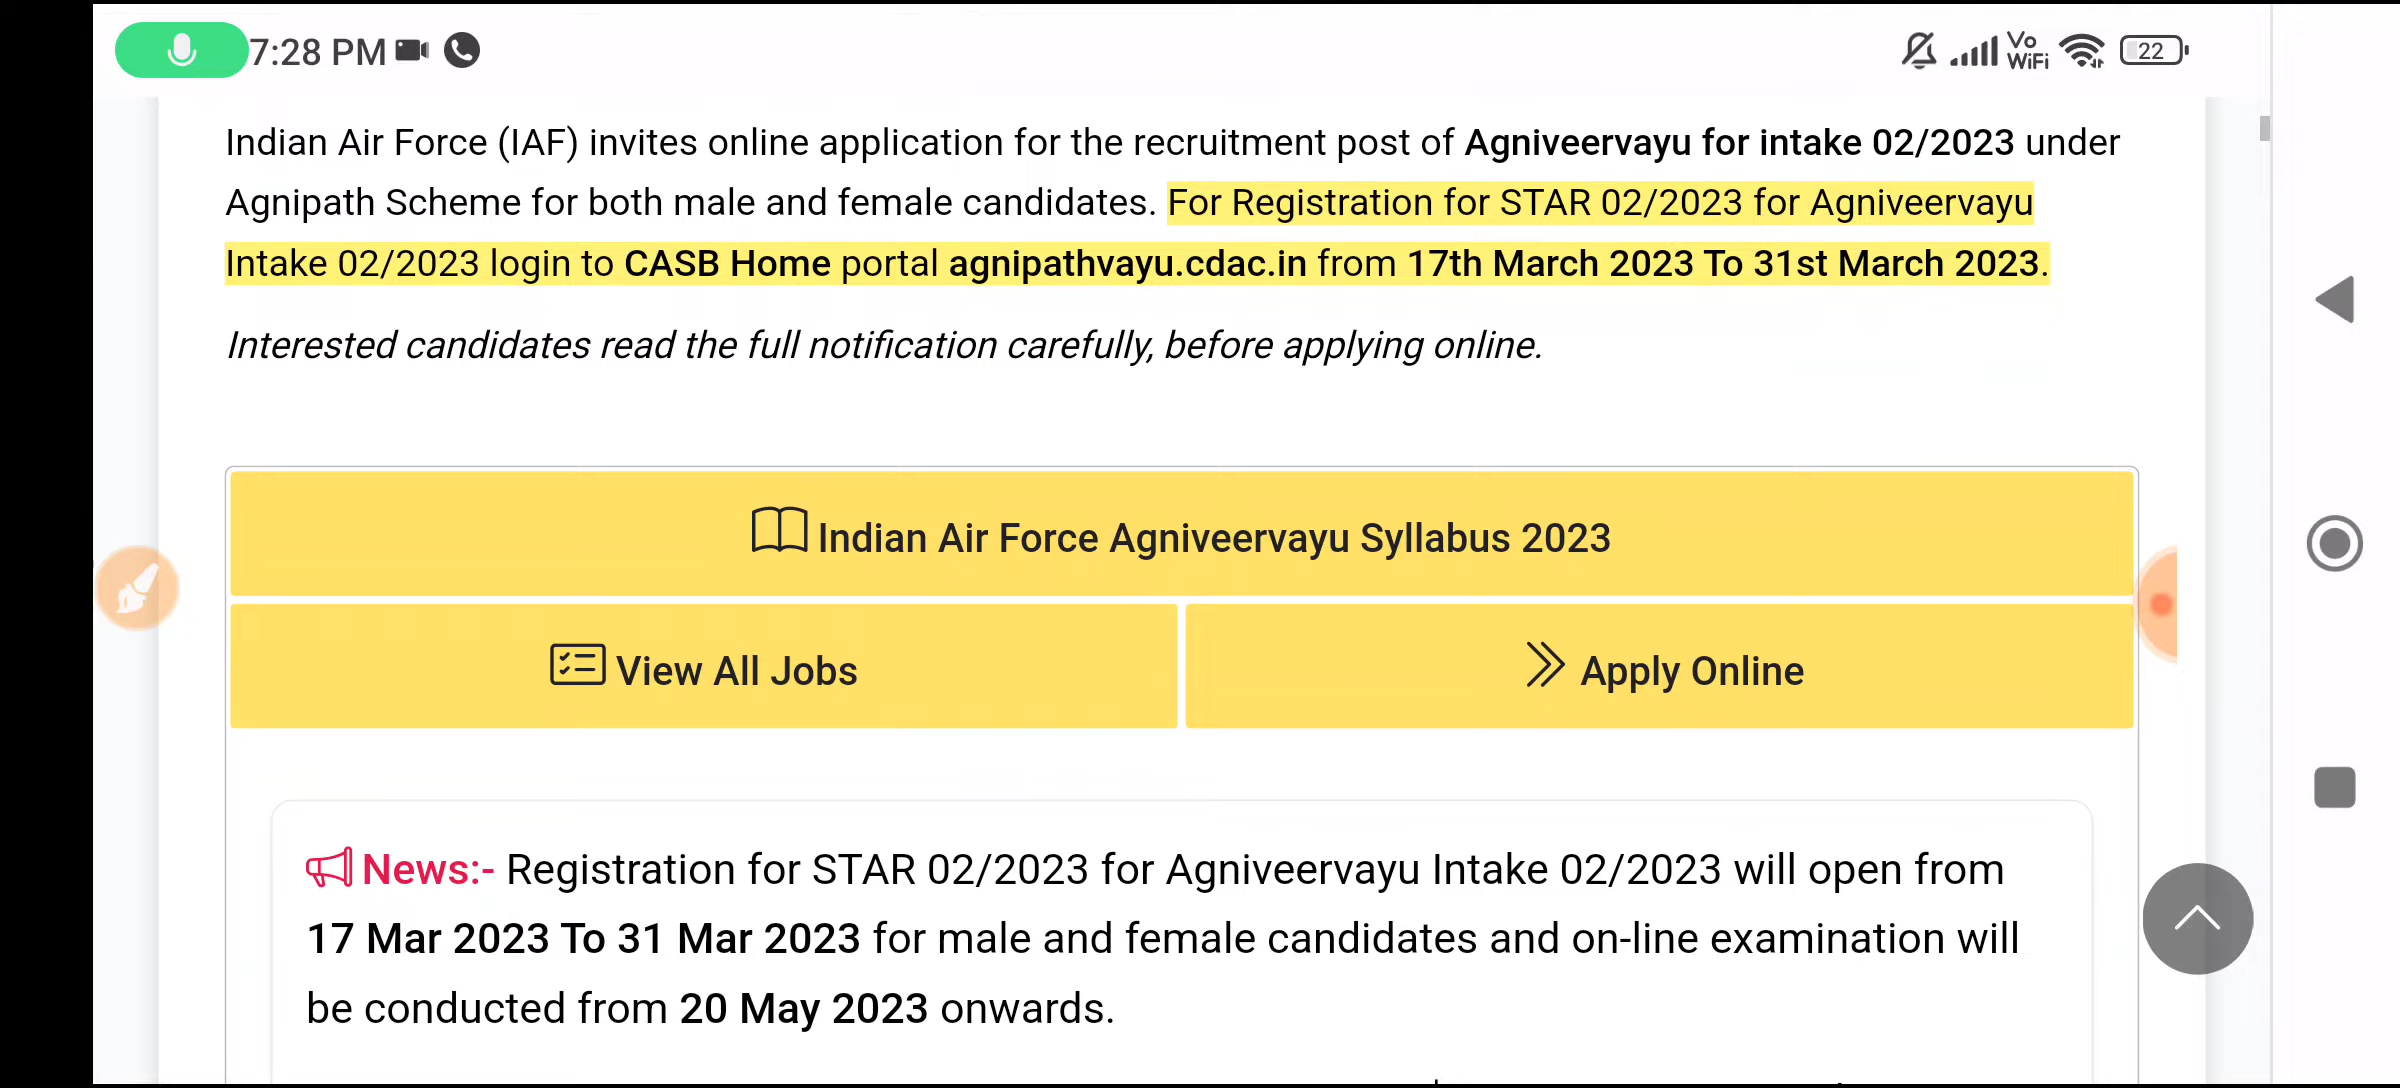 7:28 PM
Vo
WiFi
22
Indian Air Force (IAF) invites online application for the recruitment post of Agniveervayu for intake 02/2023 under
Agnipath Scheme for both male and female candidates. For Registration for STAR 02/2023 for Agniveervayu
Intake 02/2023 login to CASB Home portal agnipathvayu.cdac.in from 17th March 2023 To 31st March 2023.
Interested candidates read the full notification carefully, before applying online.
Indian Air Force Agniveervayu Syllabus 2023
View All Jobs
Apply Online
News:- Registration for STAR 02/2023 for Agniveervayu Intake 02/2023 will open from
17 Mar 2023 To 31 Mar 2023 for male and female candidates and on-line examination will
be conducted from 20 May 2023 onwards.